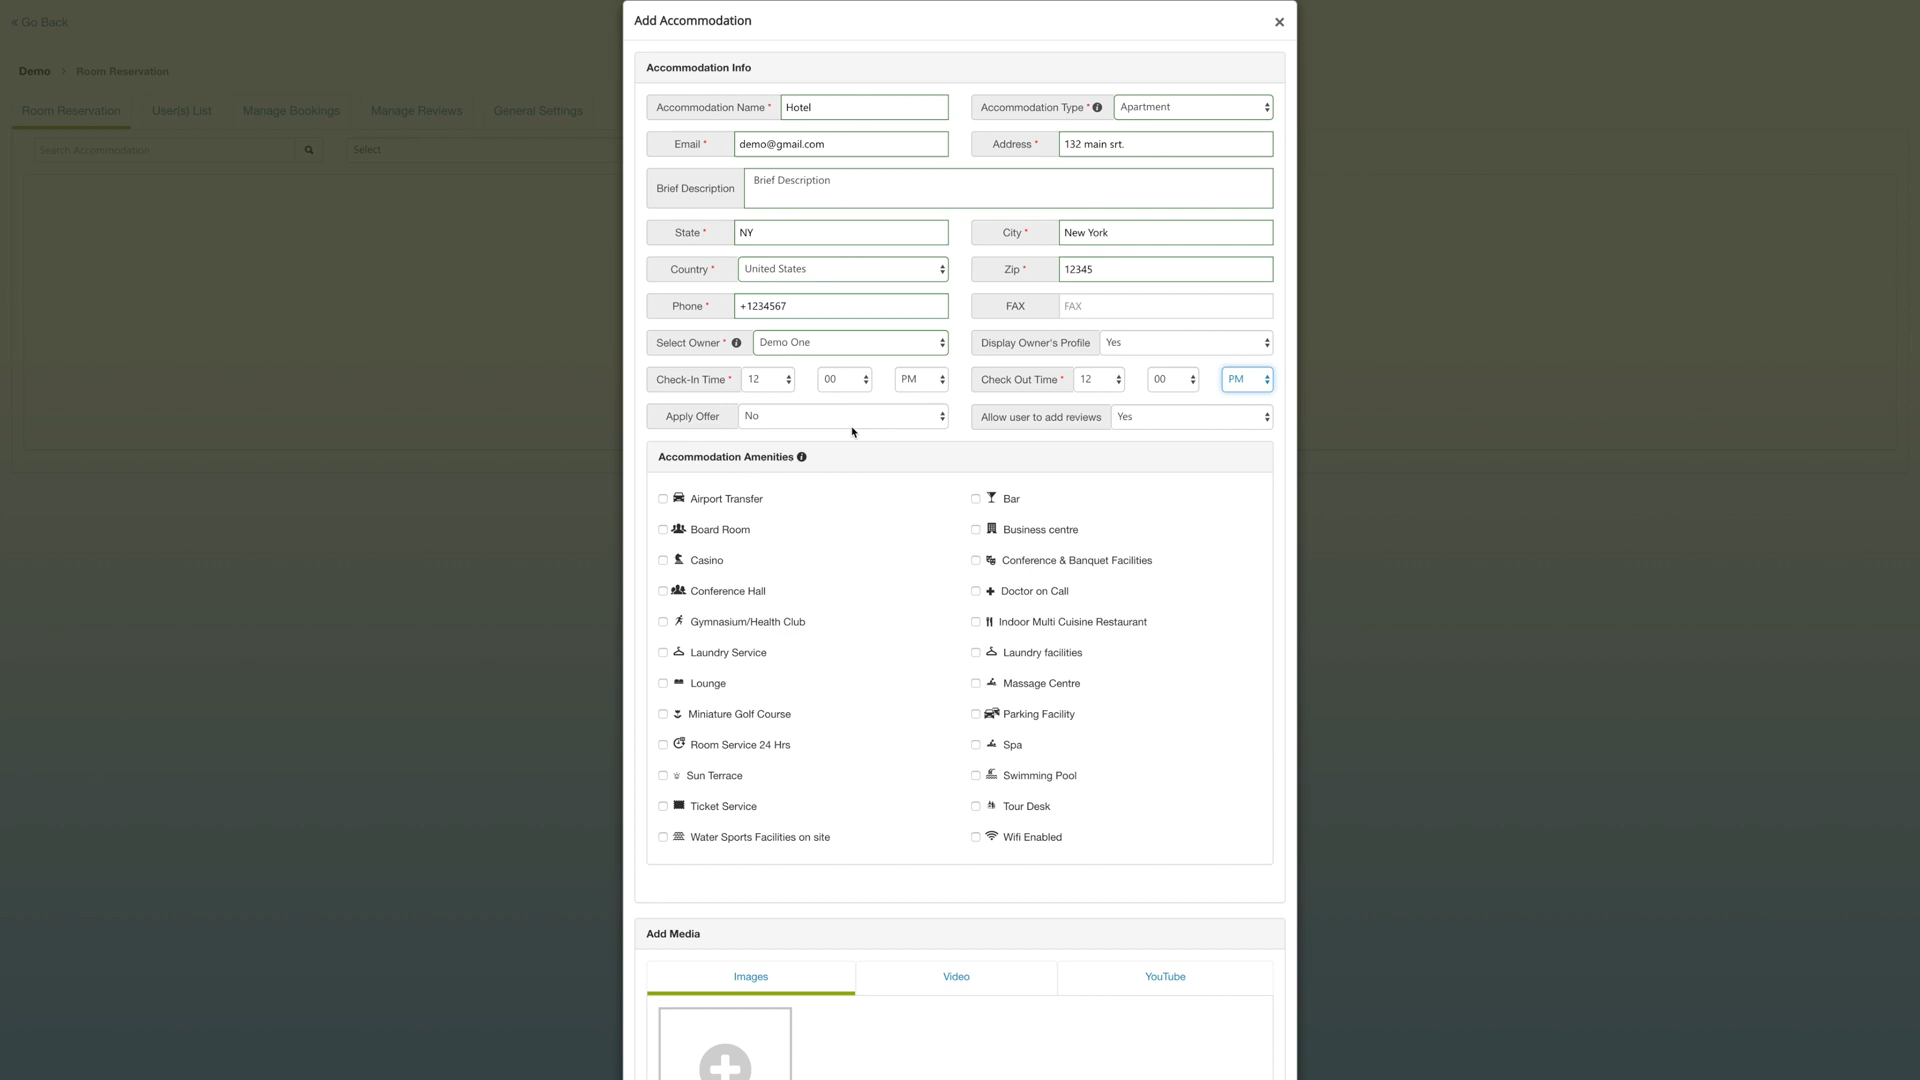 « Go Back
Add Accommodation ×
Demo > Room Reservation
Room Reservation User(s) List Manage Bookings Manage Reviews General Settings
Search Accommodation Select
Accommodation Info
Accommodation Name * Hotel Accommodation Type * Apartment
Email * demo@gmail.com Address * 132 main srt.
Brief Description Brief Description
State * NY City * New York
Country * United States Zip * 12345
Phone * +1234567 FAX FAX
Select Owner * Demo One Display Owner's Profile Yes
Check-In Time * 12 00 PM Check Out Time * 12 00 PM
Apply Offer No Allow user to add reviews Yes
Accommodation Amenities
Airport Transfer Bar
Board Room Business centre
Casino Conference & Banquet Facilities
Conference Hall Doctor on Call
Gymnasium/Health Club Indoor Multi Cuisine Restaurant
Laundry Service Laundry facilities
Lounge Massage Centre
Miniature Golf Course Parking Facility
Room Service 24 Hrs Spa
Sun Terrace Swimming Pool
Ticket Service Tour Desk
Water Sports Facilities on site Wifi Enabled
Add Media
Images Video YouTube